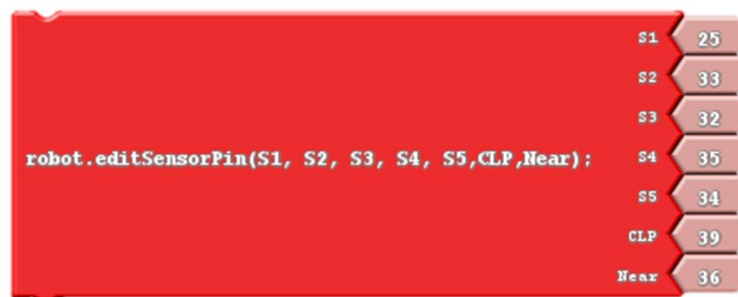 S1 25
S2 33
S3 32
robot.editSensorPin(S1, S2, S3, S4, S5,CLP,Near); S4 35
S5 34
CLP 39
Near 36